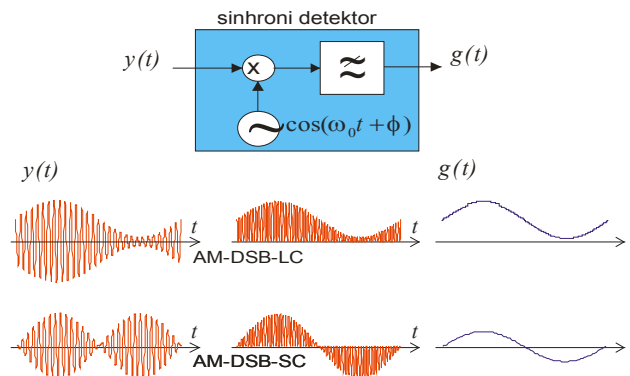 sinhroni detektor
y(t) x ≈ g(t)
~ cos(ω₀t + ϕ)
y(t) g(t)
t t t
AM-DSB-LC
t t t
AM-DSB-SC